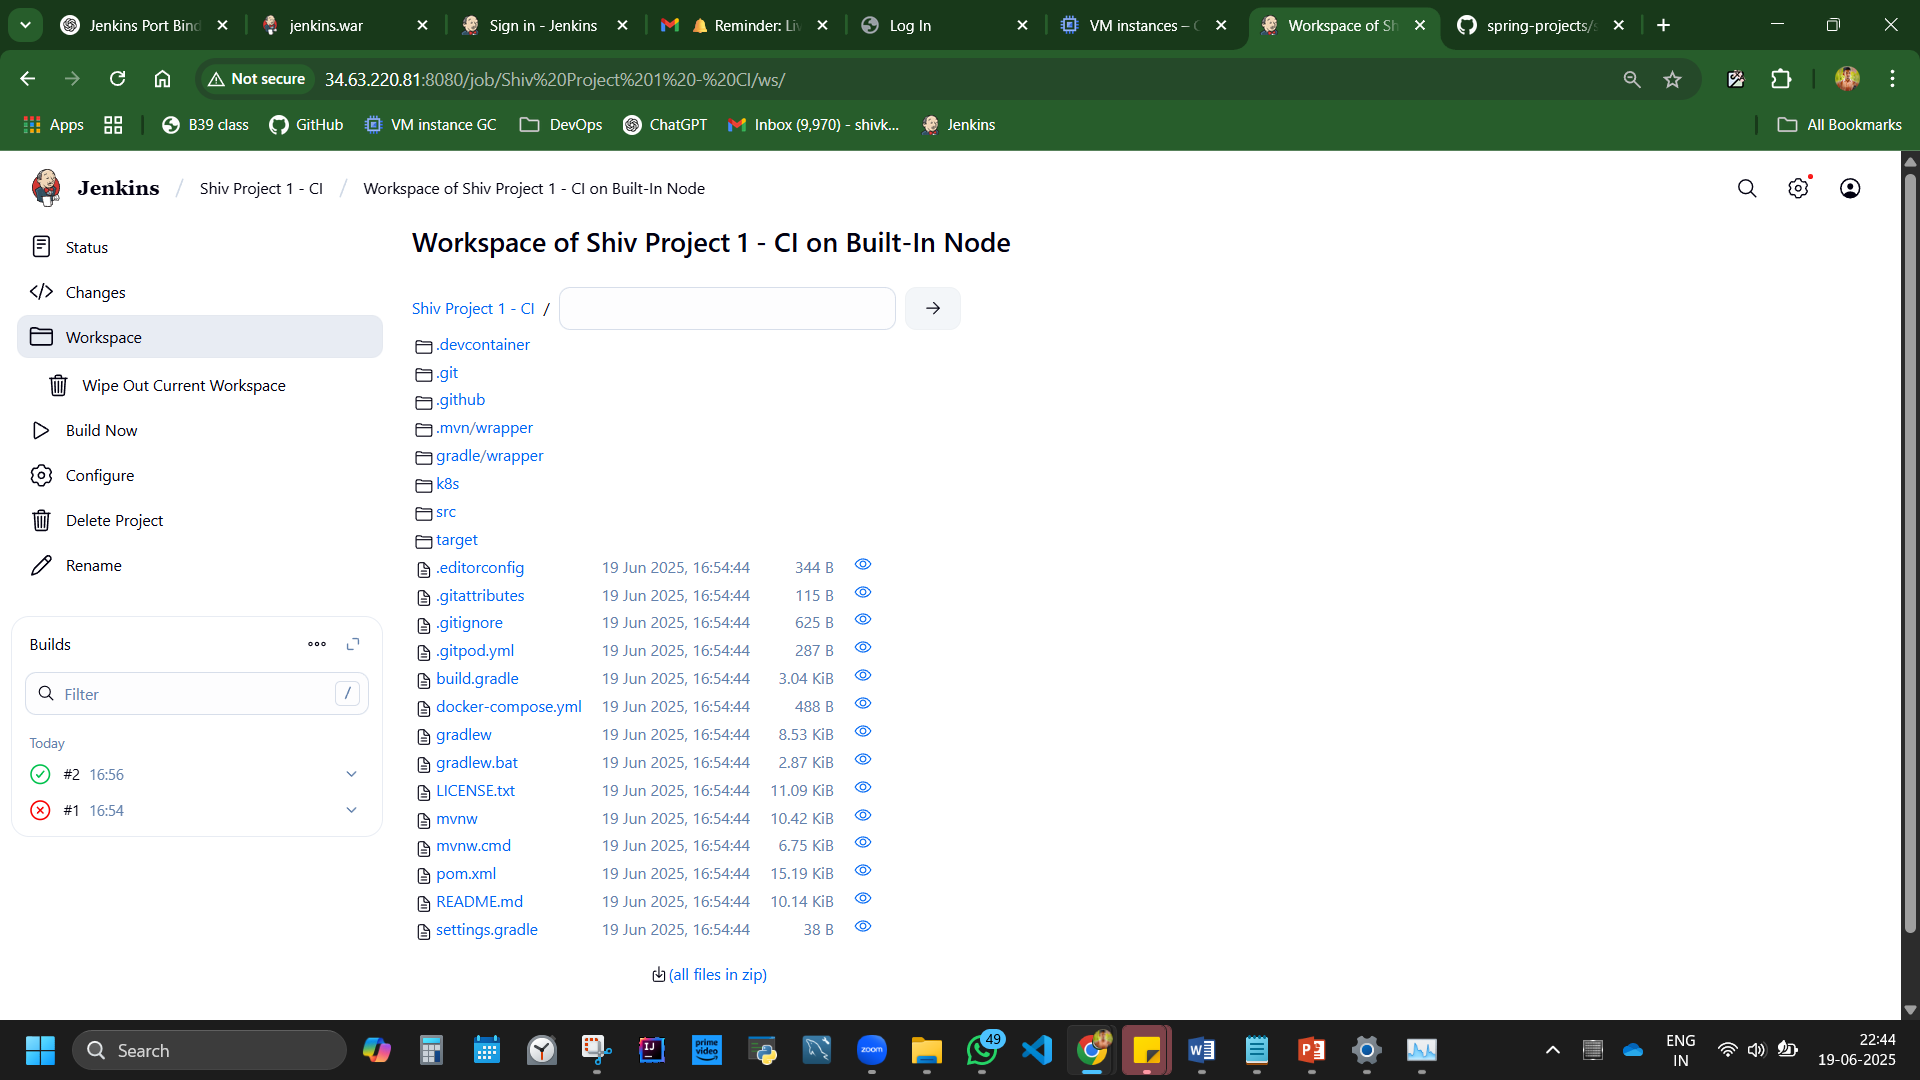 Jenkins Port Bind
jenkins.war
Sign in - Jenkins
Reminder: Liv
Log In
VM instances – C
Workspace of Sh
spring-projects/s
Not secure
34.63.220.81:8080/job/Shiv%20Project%201%20-%20CI/ws/
Apps
B39 class
GitHub
VM instance GC
DevOps
ChatGPT
Inbox (9,970) - shivk...
Jenkins
All Bookmarks
Jenkins / Shiv Project 1 - CI / Workspace of Shiv Project 1 - CI on Built-In Node
Status
Changes
Workspace
Wipe Out Current Workspace
Build Now
Configure
Delete Project
Rename
Builds
Filter /
Today
#2 16:56
#1 16:54
Workspace of Shiv Project 1 - CI on Built-In Node
Shiv Project 1 - CI /
.devcontainer
.git
.github
.mvn/wrapper
gradle/wrapper
k8s
src
target
.editorconfig 19 Jun 2025, 16:54:44 344 B
.gitattributes 19 Jun 2025, 16:54:44 115 B
.gitignore 19 Jun 2025, 16:54:44 625 B
.gitpod.yml 19 Jun 2025, 16:54:44 287 B
build.gradle 19 Jun 2025, 16:54:44 3.04 KiB
docker-compose.yml 19 Jun 2025, 16:54:44 488 B
gradlew 19 Jun 2025, 16:54:44 8.53 KiB
gradlew.bat 19 Jun 2025, 16:54:44 2.87 KiB
LICENSE.txt 19 Jun 2025, 16:54:44 11.09 KiB
mvnw 19 Jun 2025, 16:54:44 10.42 KiB
mvnw.cmd 19 Jun 2025, 16:54:44 6.75 KiB
pom.xml 19 Jun 2025, 16:54:44 15.19 KiB
README.md 19 Jun 2025, 16:54:44 10.14 KiB
settings.gradle 19 Jun 2025, 16:54:44 38 B
(all files in zip)
Search
prime video
zoom
49
ENG
IN
22:44
19-06-2025